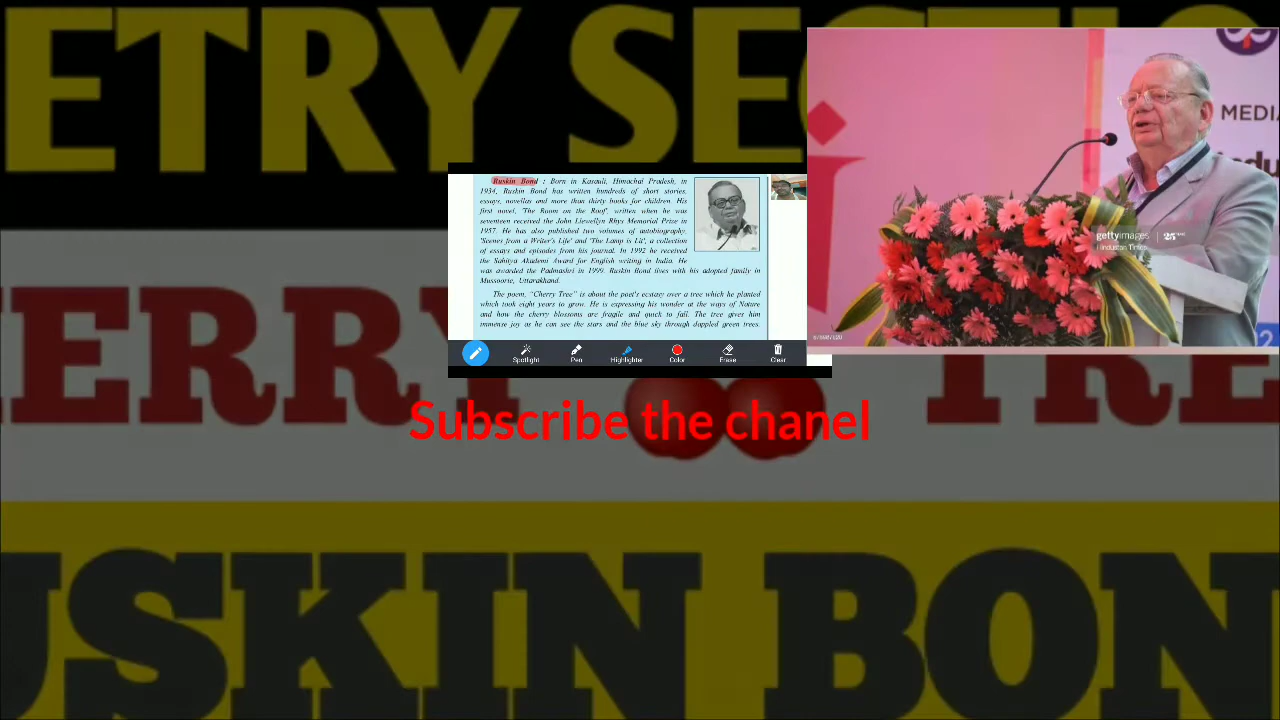 ETRY SECTIO
MEDIA
gettyimages
Hindustan Times
Ruskin Bond : Born in Kasauli, Himachal Pradesh, in
1934, Ruskin Bond has written hundreds of short stories,
essays, novellas and more than thirty books for children. His
first novel, 'The Room on the Roof', written when he was
seventeen received the John Llewellyn Rhys Memorial Prize in
1957. He has also published two volumes of autobiography,
'Scenes from a Writer's Life' and 'The Lamp is Lit', a collection
of essays and episodes from his journal. In 1992 he received
the Sahitya Akademi Award for English writing in India. He
was awarded the Padmashri in 1999. Ruskin Bond lives with his adopted family in
Mussoorie, Uttarakhand.
The poem, "Cherry Tree" is about the poet's ecstasy over a tree which he planted
which took eight years to grow. He is expressing his wonder at the ways of Nature
and how the cherry blossoms are fragile and quick to fall. The tree gives him
immense joy as he can see the stars and the blue sky through dappled green trees.
Spotlight Pen Highlighter Color Erase Clear
HERRY TRE
Subscribe the chanel
USKIN BON